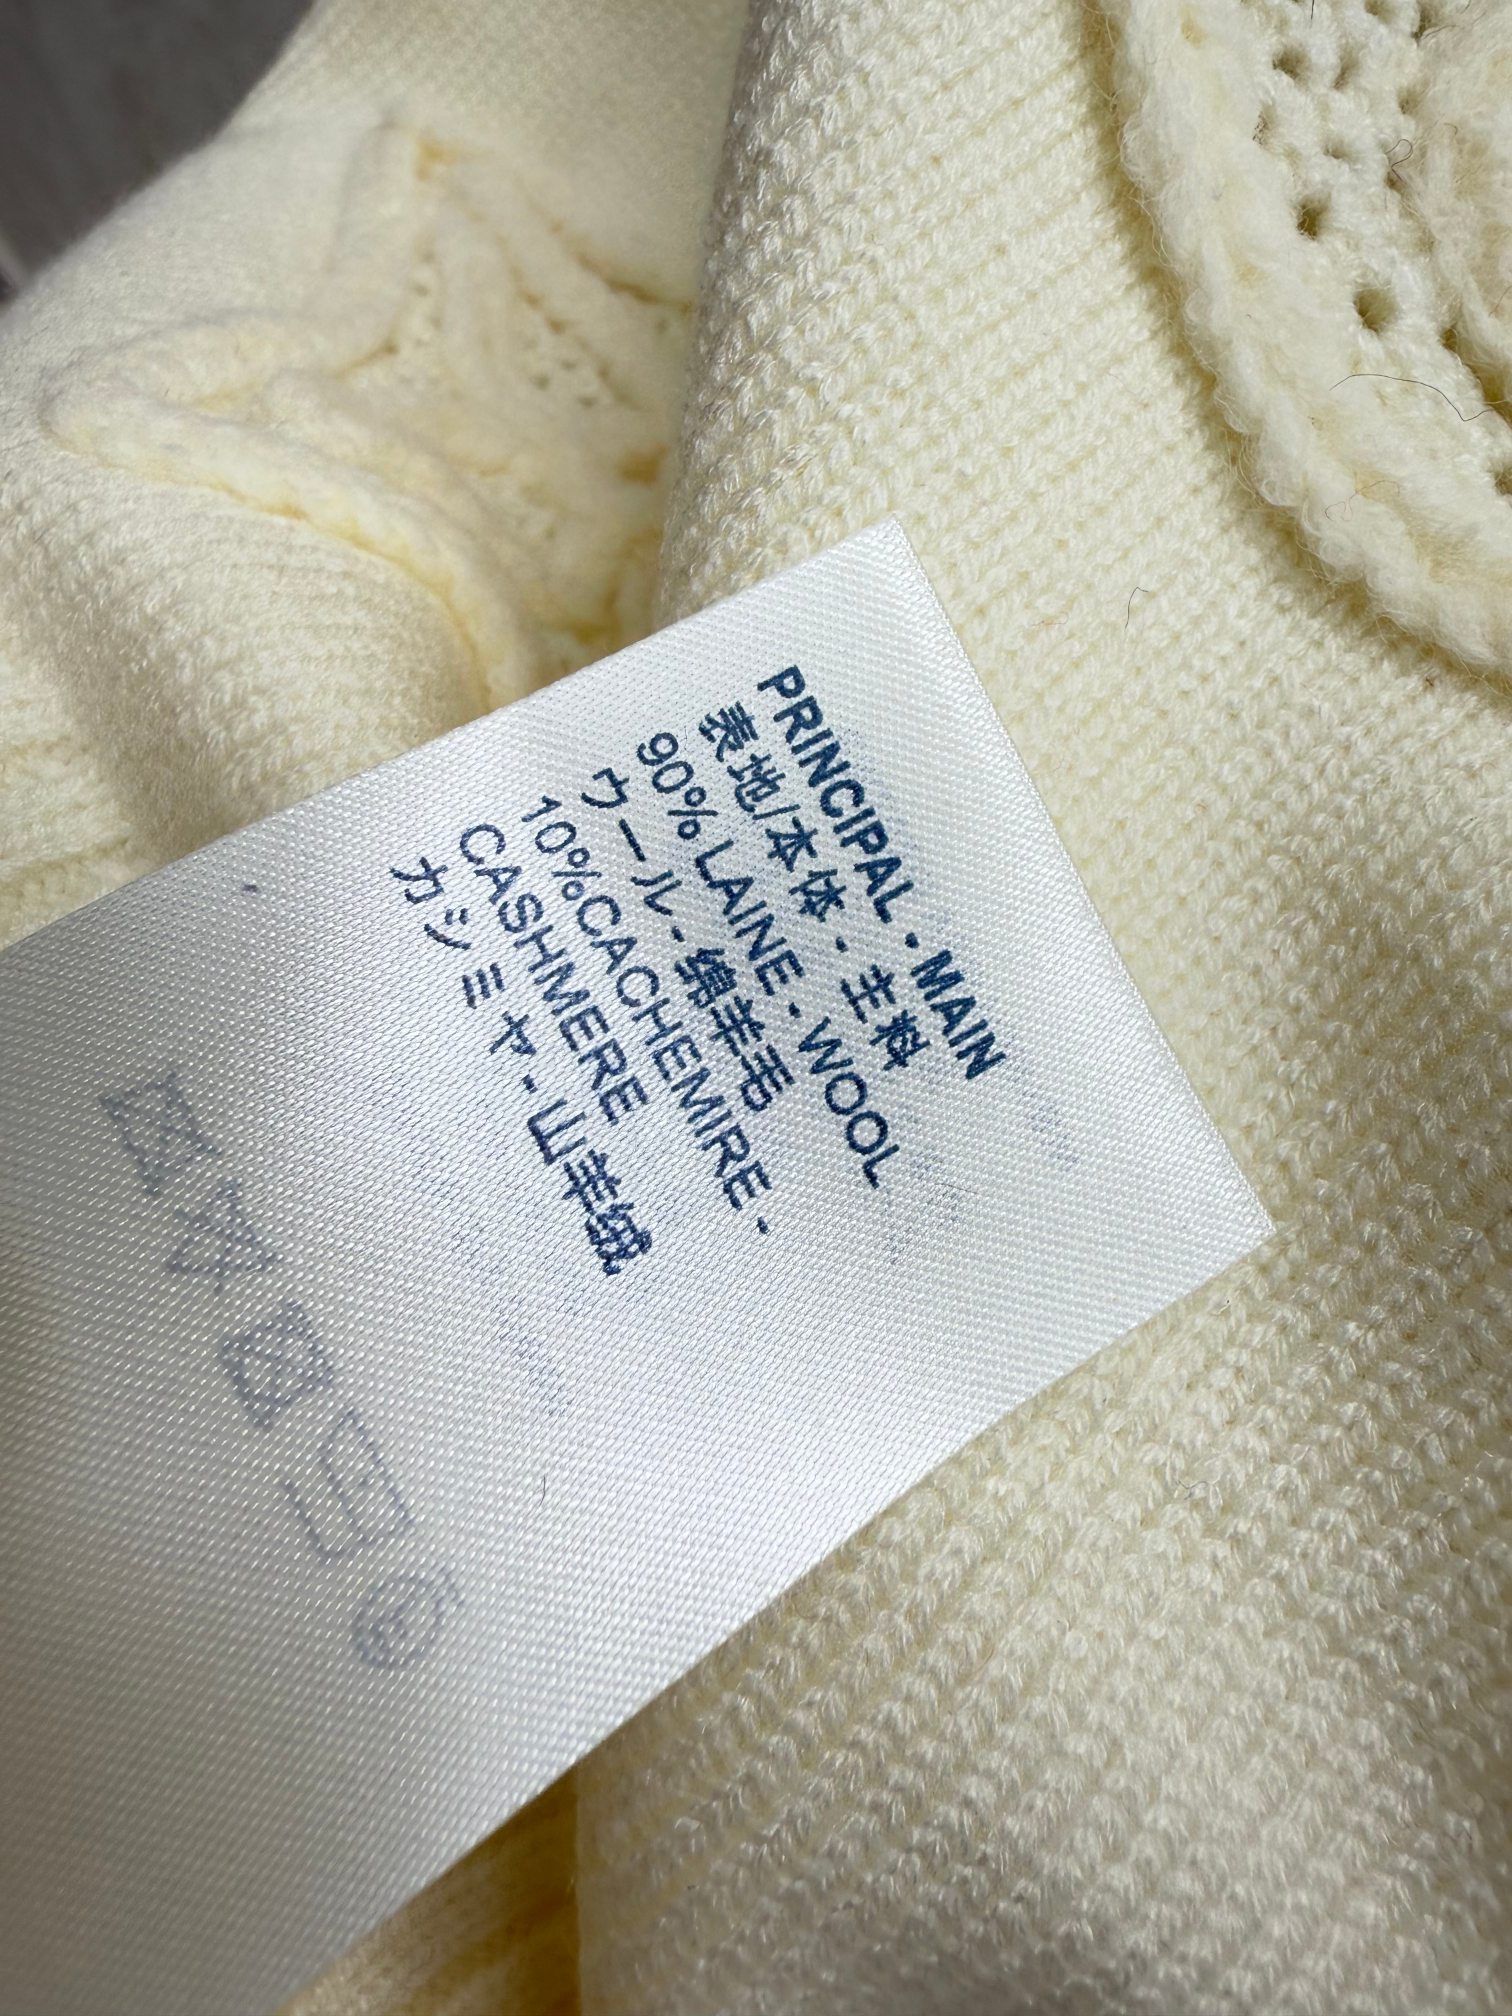 PRINCIPAL - MAIN
表地/本体 - 主料
90% LAINE - WOOL
ウール - 绵羊毛
10%CACHEMIRE -
CASHMERE
カシミヤ - 山羊绒